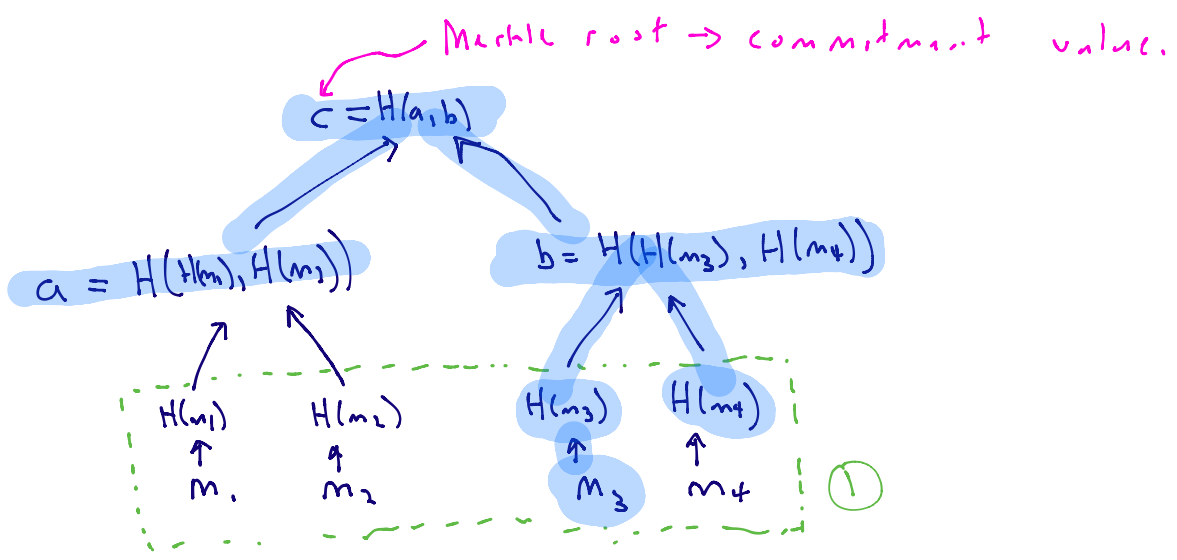 Merkle root → commitment value.
c = H(a,b)
a = H(H(m1), H(m2))
b = H(H(m3), H(m4))
H(m1) H(m2) H(m3) H(m4)
m1 m2 m3 m4
1